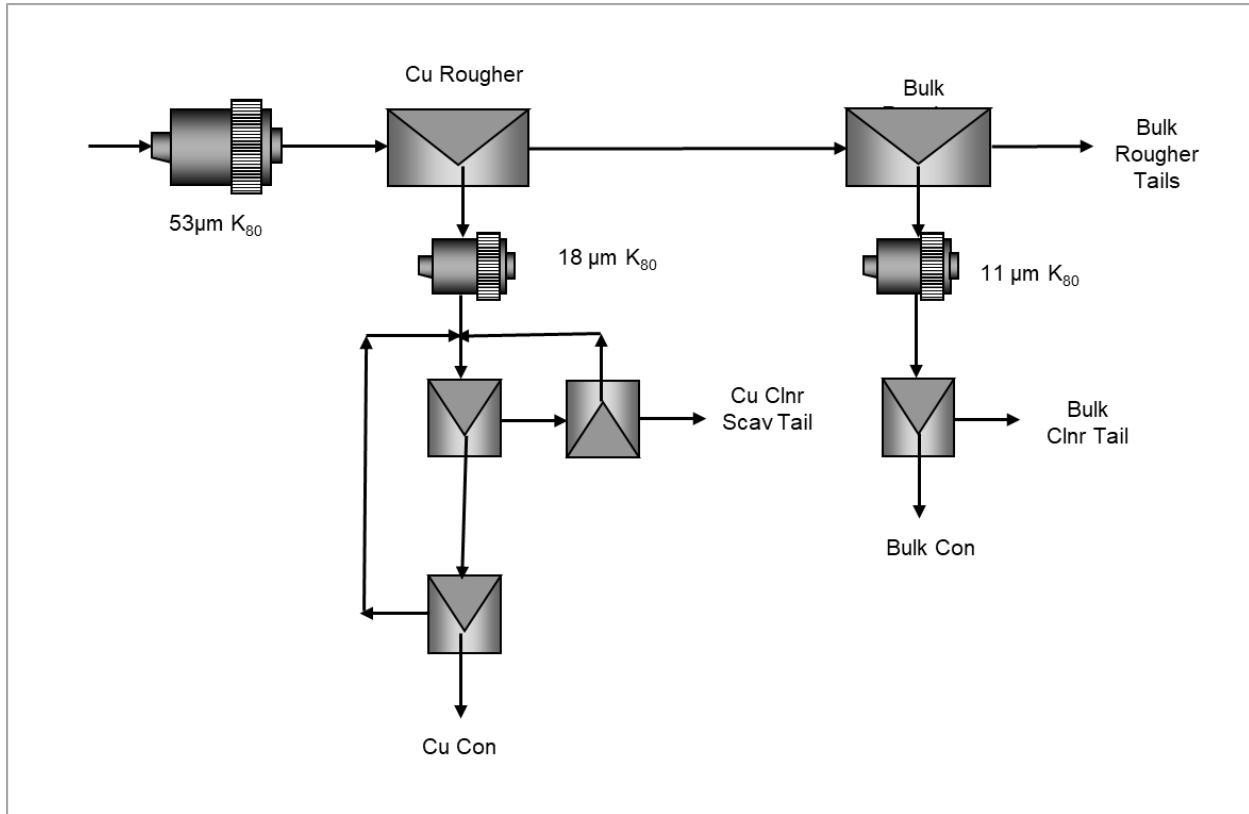 Cu Rougher
Bulk
53µm K₈₀
18 µm K₈₀
11 µm K₈₀
Bulk
Rougher
Tails
Cu Clnr
Scav Tail
Bulk
Clnr Tail
Bulk Con
Cu Con